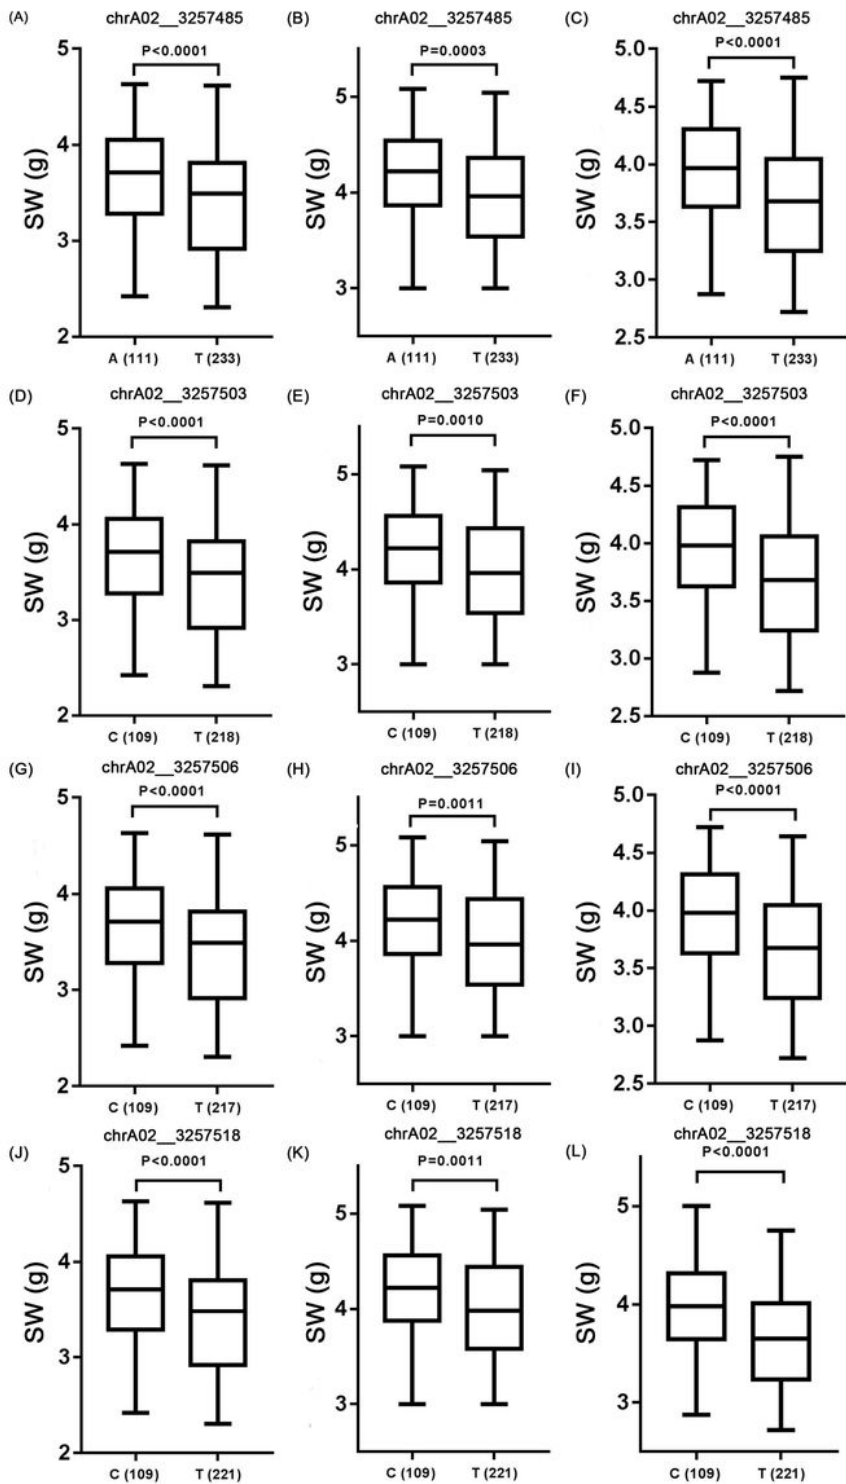 (A) chrA02__3257485
P<0.0001
SW (g)
5
4
3
2
A (111) T (233)
(B) chrA02__3257485
P=0.0003
SW (g)
5
4
3
A (111) T (233)
(C) chrA02__3257485
P<0.0001
SW (g)
5.0
4.5
4.0
3.5
3.0
2.5
A (111) T (233)
(D) chrA02__3257503
P<0.0001
SW (g)
5
4
3
2
C (109) T (218)
(E) chrA02__3257503
P=0.0010
SW (g)
5
4
3
C (109) T (218)
(F) chrA02__3257503
P<0.0001
SW (g)
5.0
4.5
4.0
3.5
3.0
2.5
C (109) T (218)
(G) chrA02__3257506
P<0.0001
SW (g)
5
4
3
2
C (109) T (217)
(H) chrA02__3257506
P=0.0011
SW (g)
5
4
3
C (109) T (217)
(I) chrA02__3257506
P<0.0001
SW (g)
5.0
4.5
4.0
3.5
3.0
2.5
C (109) T (217)
(J) chrA02__3257518
P<0.0001
SW (g)
5
4
3
2
C (109) T (221)
(K) chrA02__3257518
P=0.0011
SW (g)
5
4
3
C (109) T (221)
(L) chrA02__3257518
P<0.0001
SW (g)
5
4
3
C (109) T (221)